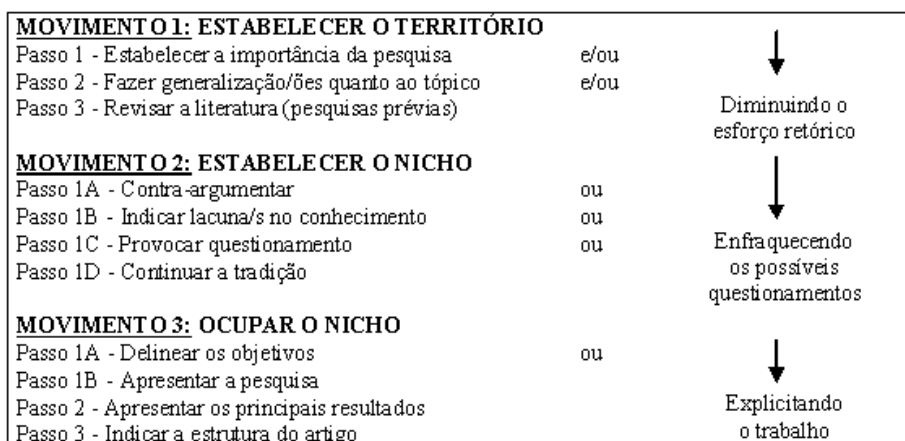 MOVIMENTO 1: ESTABELECER O TERRITÓRIO
Passo 1 - Estabelecer a importância da pesquisa e/ou
Passo 2 - Fazer generalização/ões quanto ao tópico e/ou
Passo 3 - Revisar a literatura (pesquisas prévias)
Diminuindo o
esforço retórico
MOVIMENTO 2: ESTABELECER O NICHO
Passo 1A - Contra-argumentar ou
Passo 1B - Indicar lacuna/s no conhecimento ou
Passo 1C - Provocar questionamento ou
Passo 1D - Continuar a tradição
Enfraquecendo
os possíveis
questionamentos
MOVIMENTO 3: OCUPAR O NICHO
Passo 1A - Delinear os objetivos ou
Passo 1B - Apresentar a pesquisa
Passo 2 - Apresentar os principais resultados
Passo 3 - Indicar a estrutura do artigo
Explicitando
o trabalho